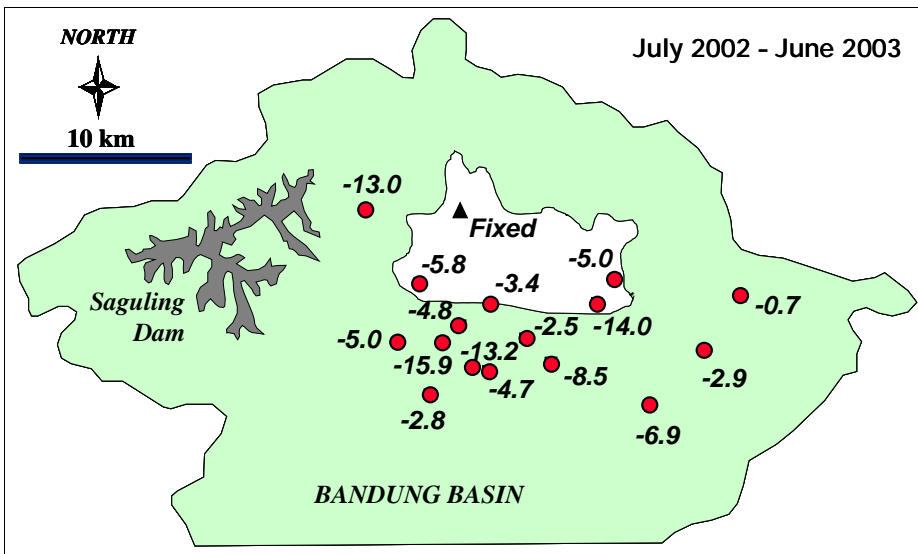 NORTH
July 2002 - June 2003
10 km
-13.0
Fixed
-5.8
-5.0
-3.4
-0.7
Saguling
Dam
-4.8
-2.5
-14.0
-5.0
-15.9
-13.2
-4.7
-8.5
-2.9
-2.8
-6.9
BANDUNG BASIN